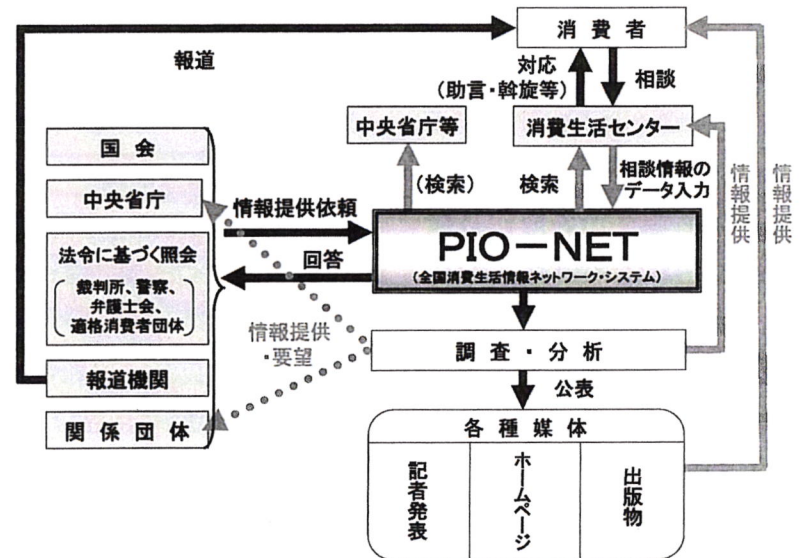 消費者
報道
対応
(助言・斡旋等)
相談
中央省庁等
消費生活センター
国会
中央省庁
法令に基づく照会
裁判所、警察、
弁護士会、
適格消費者団体
報道機関
関係団体
(検索)
検索
相談情報の
データ入力
情報提供
情報提供
情報提供依頼
回答
PIO－NET
(全国消費生活情報ネットワーク・システム)
情報提供
・要望
調査・分析
公表
各種媒体
記者発表
ホームページ
出版物